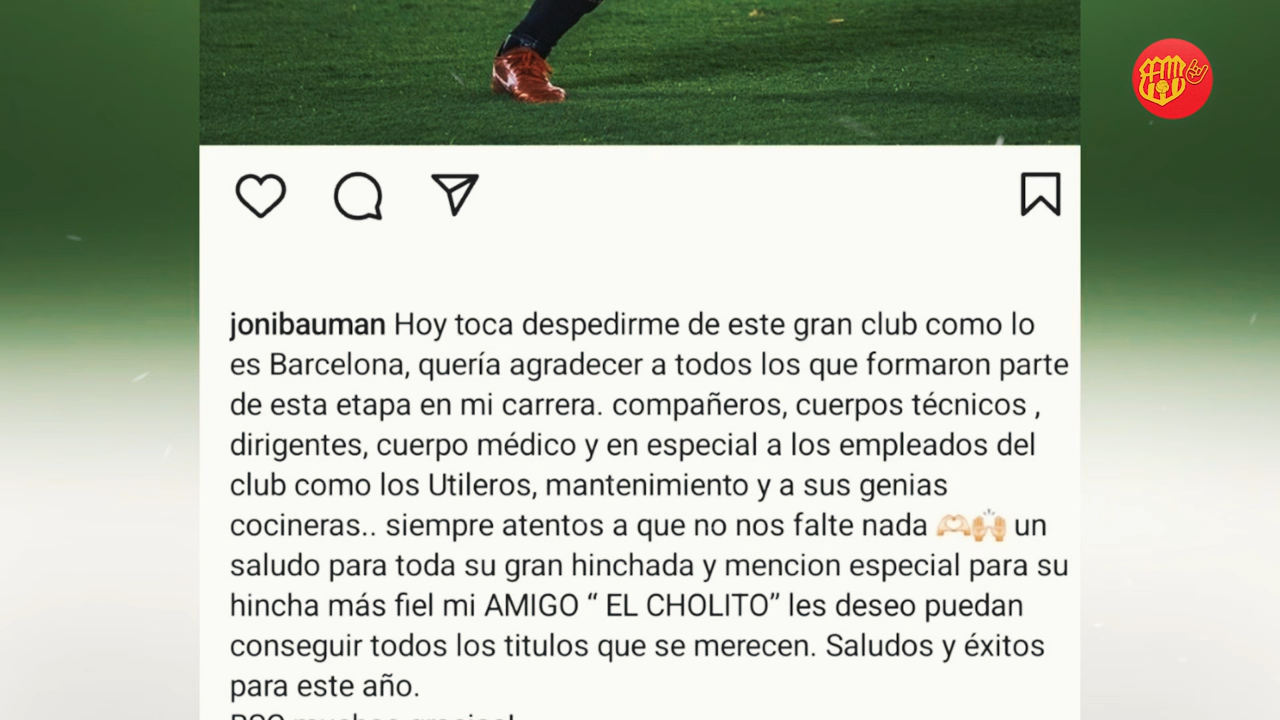 jonibauman Hoy toca despedirme de este gran club como lo
es Barcelona, quería agradecer a todos los que formaron parte
de esta etapa en mi carrera. compañeros, cuerpos técnicos ,
dirigentes, cuerpo médico y en especial a los empleados del
club como los Utileros, mantenimiento y a sus genias
cocineras.. siempre atentos a que no nos falte nada 🫶🏻🙌🏻 un
saludo para toda su gran hinchada y mencion especial para su
hincha más fiel mi AMIGO “ EL CHOLITO” les deseo puedan
conseguir todos los titulos que se merecen. Saludos y éxitos
para este año.